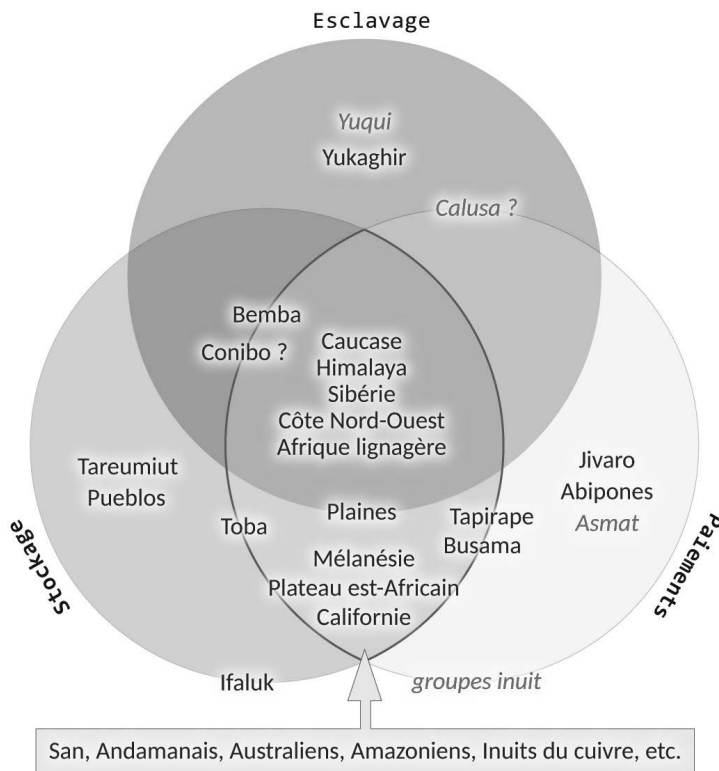 Esclavage
Yuqui
Yukaghir
Calusa ?
Bemba
Conibo ?
Caucase
Himalaya
Sibérie
Côte Nord-Ouest
Afrique lignagère
Tareumiut
Pueblos
Jivaro
Abipones
Asmat
Toba
Plaines
Tapirape
Busama
Mélanésie
Plateau est-Africain
Californie
Stockage
Paiements
Ifaluk
groupes inuit
San, Andamanais, Australiens, Amazoniens, Inuits du cuivre, etc.